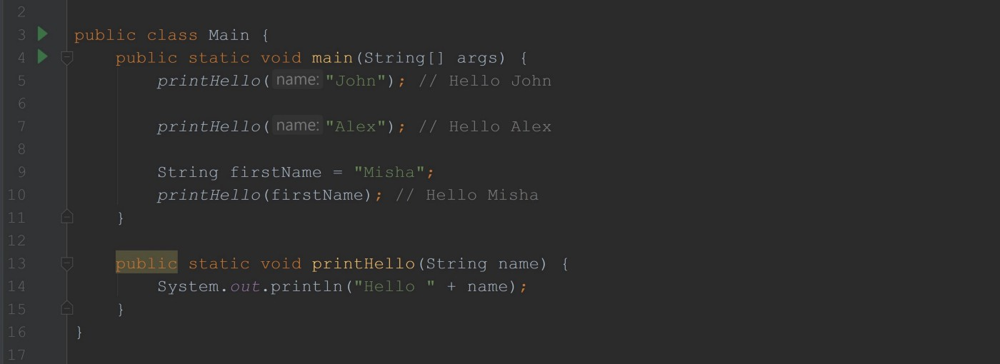 2
3 public class Main {
4 public static void main(String[] args) {
5 printHello( name: "John"); // Hello John
6
7 printHello( name: "Alex"); // Hello Alex
8
9 String firstName = "Misha";
10 printHello(firstName); // Hello Misha
11 }
12
13 public static void printHello(String name) {
14 System.out.println("Hello " + name);
15 }
16 }
17